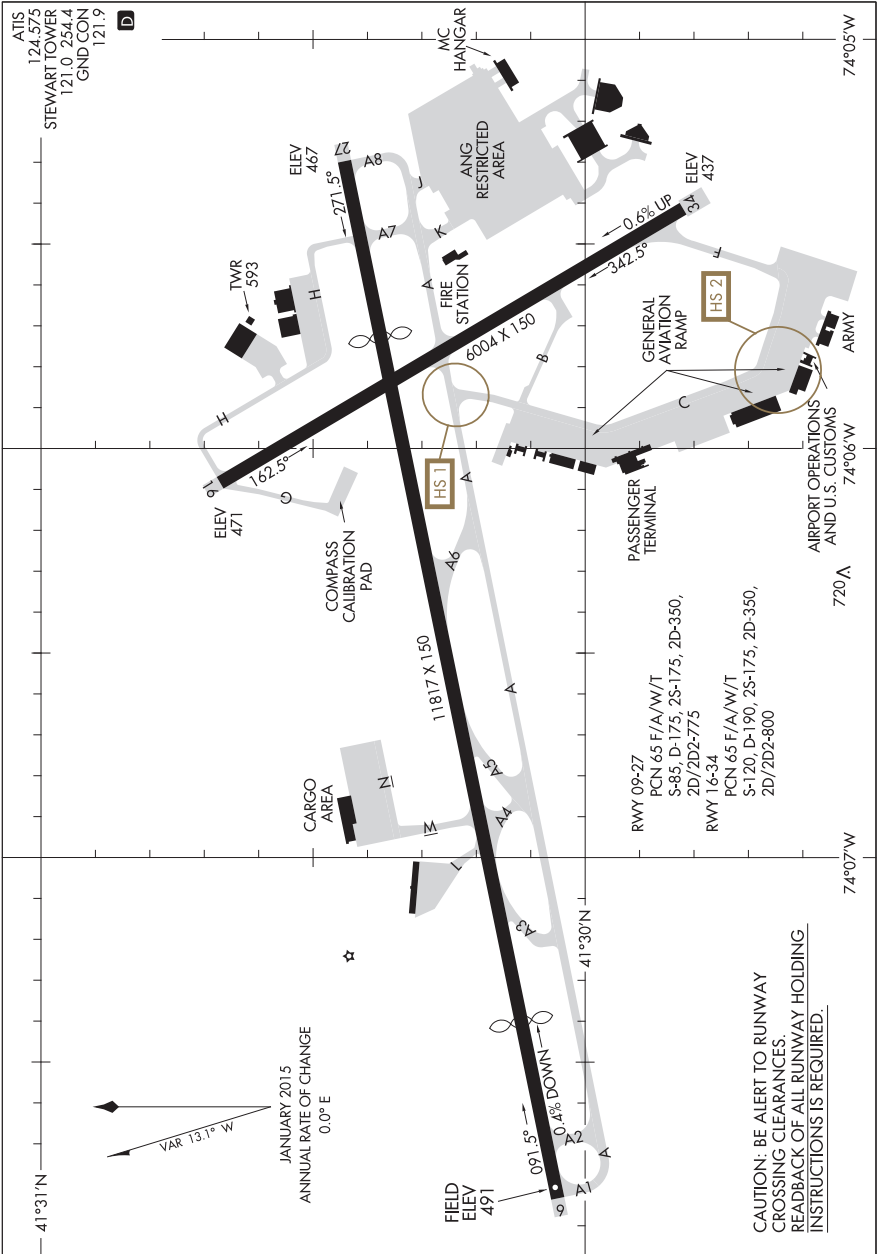 ATIS
124.575
STEWART TOWER
121.0 254.4
GND CON
121.9
D
41°31'N
VAR 13.1° W
JANUARY 2015
ANNUAL RATE OF CHANGE
0.0° E
CARGO
AREA
N
M
L
COMPASS
CALIBRATION
PAD
ELEV
471
16
162.5°
G
H
H
TWR
593
ELEV
467
27
271.5°
A8
A7
J
K
A
FIRE
STATION
MC
HANGAR
ANG
RESTRICTED
AREA
11817 X 150
6004 X 150
0.6% UP
342.5°
34
ELEV
437
FIELD
ELEV
491
9
091.5°
0.4% DOWN
A1
A2
A
A3
A4
A5
A
A6
A
HS 1
B
C
F
GENERAL
AVIATION
RAMP
HS 2
PASSENGER
TERMINAL
AIRPORT OPERATIONS
AND U.S. CUSTOMS
ARMY
720
41°30'N
RWY 09-27
PCN 65 F/A/W/T
S-85, D-175, 2S-175, 2D-350,
2D/2D2-775
RWY 16-34
PCN 65 F/A/W/T
S-120, D-190, 2S-175, 2D-350,
2D/2D2-800
CAUTION: BE ALERT TO RUNWAY
CROSSING CLEARANCES.
READBACK OF ALL RUNWAY HOLDING
INSTRUCTIONS IS REQUIRED.
74°07'W
74°06'W
74°05'W